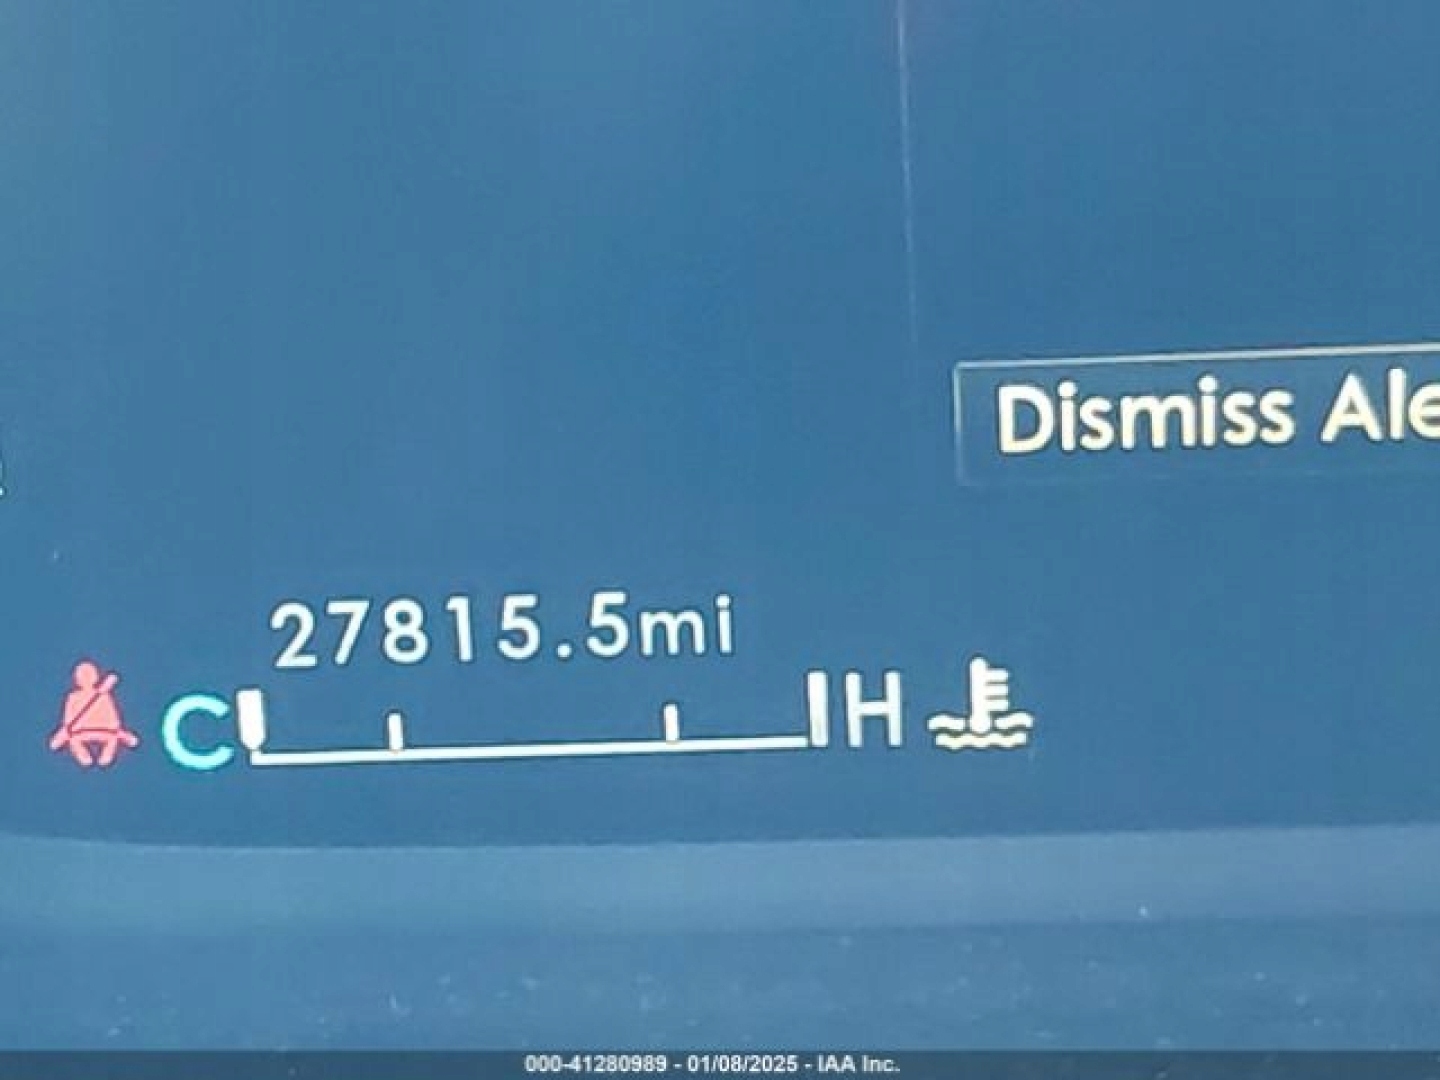 Dismiss Ale
27815.5mi
C H
000-41280989 - 01/08/2025 - IAA Inc.